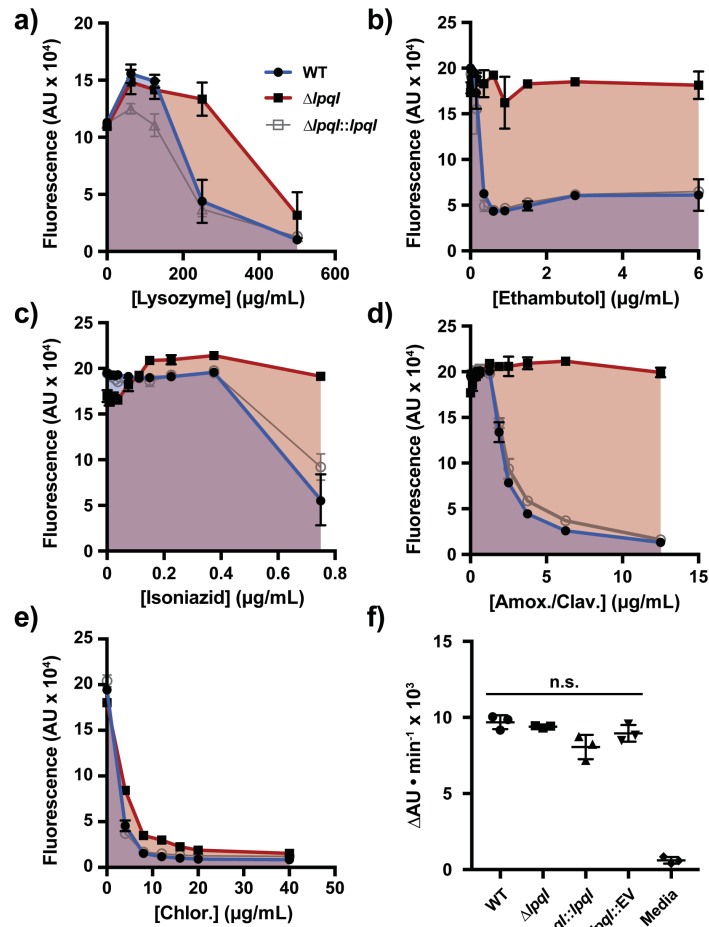 a)
Fluorescence (AU x 10⁴)
20
15
10
5
0
0
200
400
600
[Lysozyme] (µg/mL)
WT
Δlpql
Δlpql::lpql
b)
Fluorescence (AU x 10⁴)
25
20
15
10
5
0
0
2
4
6
[Ethambutol] (µg/mL)
c)
Fluorescence (AU x 10⁴)
25
20
15
10
5
0
0
0.2
0.4
0.6
0.8
[Isoniazid] (µg/mL)
d)
Fluorescence (AU x 10⁴)
25
20
15
10
5
0
0
5
10
15
[Amox./Clav.] (µg/mL)
e)
Fluorescence (AU x 10⁴)
25
20
15
10
5
0
0
10
20
30
40
50
[Chlor.] (µg/mL)
f)
ΔAU • min⁻¹ x 10³
15
10
5
0
n.s.
WT
Δlpql
ql::lpql
pql::EV
Media